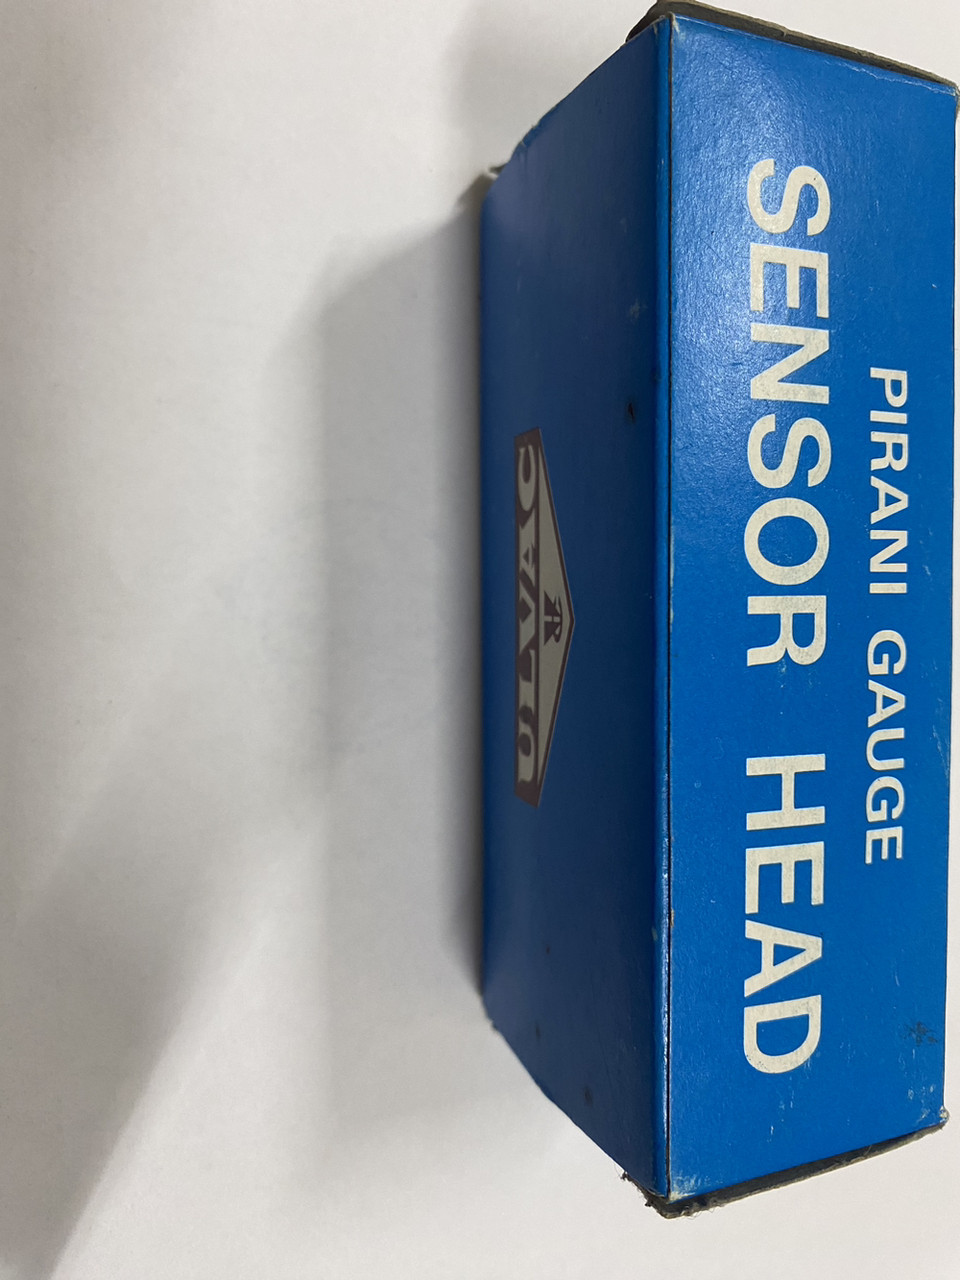 PIRANI GAUGE
SENSOR HEAD
ULVAC